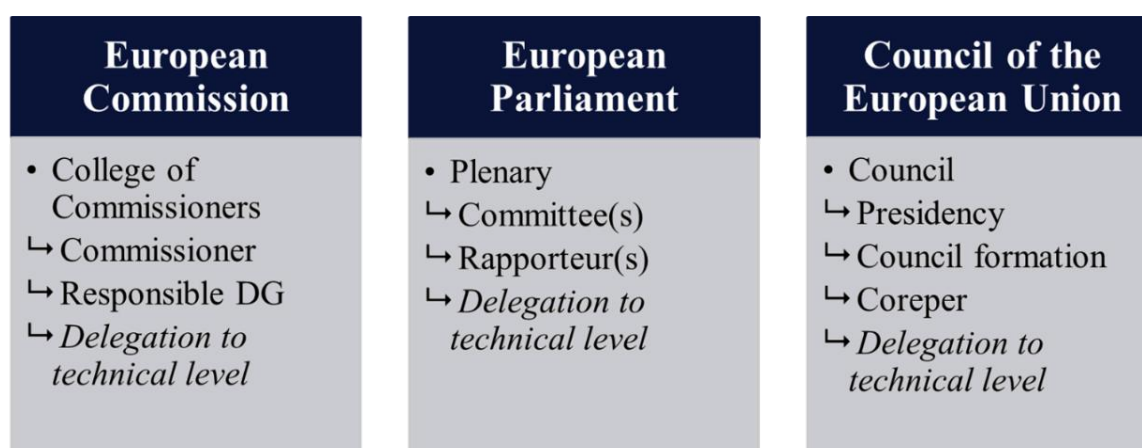 European
Commission
• College of
Commissioners
↳ Commissioner
↳ Responsible DG
↳ Delegation to
technical level
European
Parliament
• Plenary
↳ Committee(s)
↳ Rapporteur(s)
↳ Delegation to
technical level
Council of the
European Union
• Council
↳ Presidency
↳ Council formation
↳ Coreper
↳ Delegation to
technical level